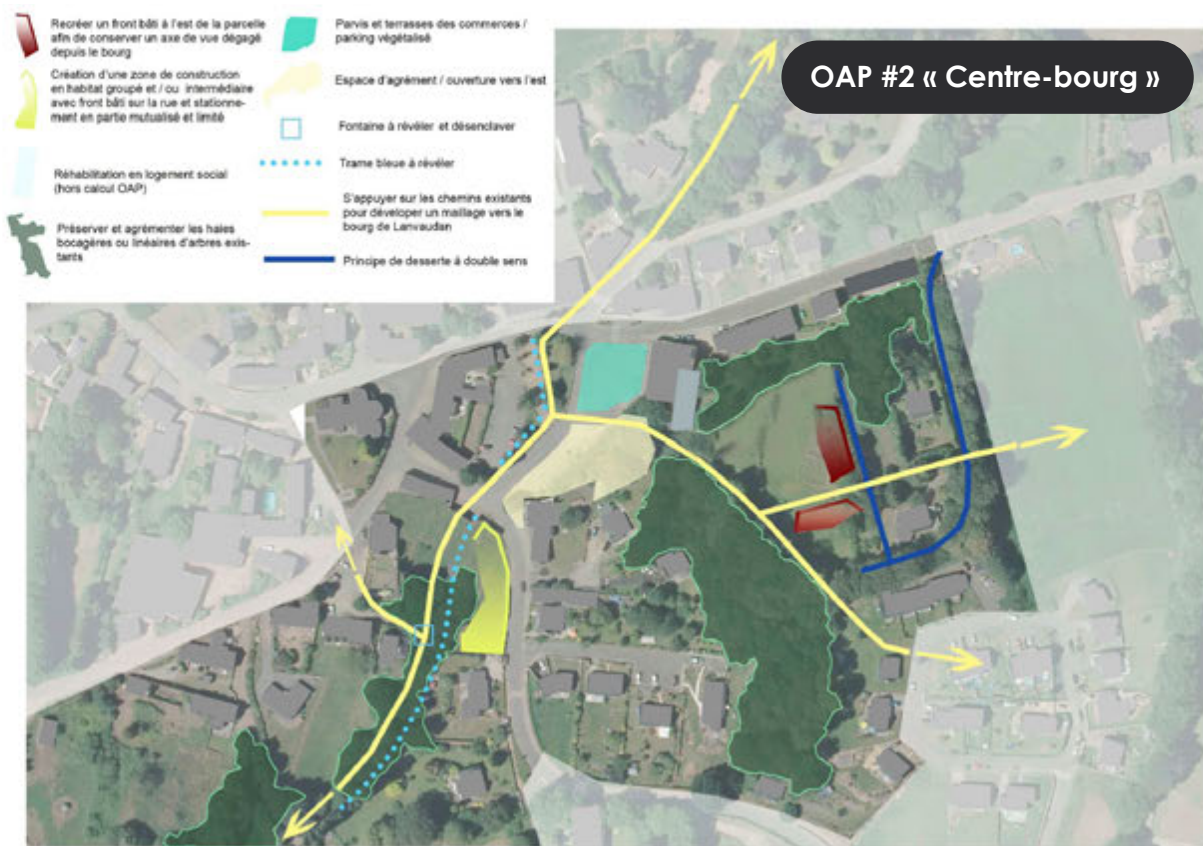 OAP #2 « Centre-bourg »
Recréer un front bâti à l'est de la parcelle
afin de conserver un axe de vue dégagé
depuis le bourg
Création d'une zone de construction
en habitat groupé et / ou intermédiaire
avec front bâti sur la rue et stationne-
ment en partie mutualisé et limité
Réhabilitation en logement social
(hors calcul OAP)
Préserver et agrémenter les haies
bocagères ou linéaires d'arbres exis-
tants
Parvis et terrasses des commerces /
parking végétalisé
Espace d'agrément / ouverture vers l'est
Fontaine à révéler et désenclaver
Trame bleue à révéler
S'appuyer sur les chemins existants
pour développer un maillage vers le
bourg de Lanvaudan
Principe de desserte à double sens